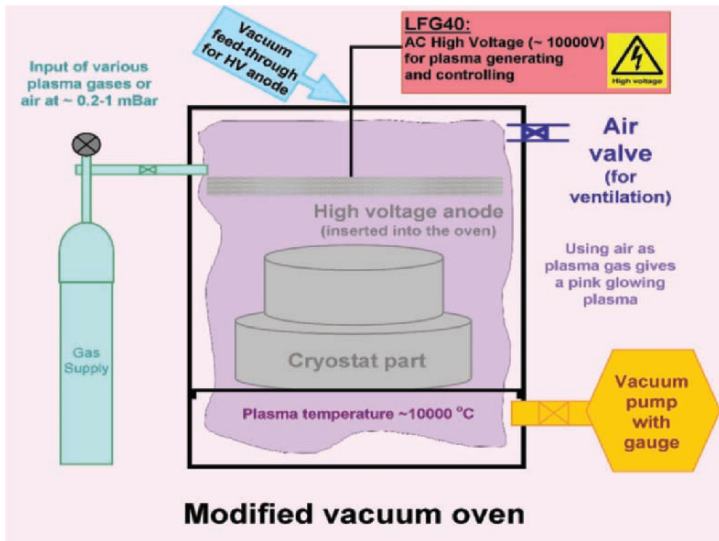 Input of various
plasma gases or
air at ~ 0.2-1 mBar
Vacuum
feed-through
for HV anode
LFG40:
AC High Voltage (~ 10000V)
for plasma generating
and controlling
High voltage
Air
valve
(for
ventilation)
High voltage anode
(inserted into the oven)
Using air as
plasma gas gives
a pink glowing
plasma
Gas
Supply
Cryostat part
Plasma temperature ~10000 °C
Vacuum
pump
with
gauge
Modified vacuum oven